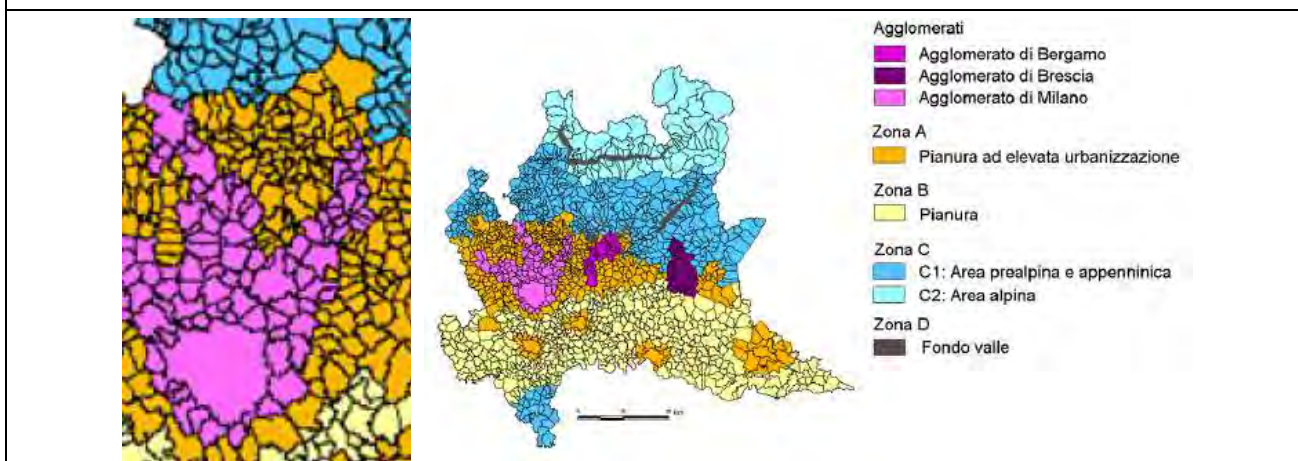 Agglomerati
Agglomerato di Bergamo
Agglomerato di Brescia
Agglomerato di Milano
Zona A
Pianura ad elevata urbanizzazione
Zona B
Pianura
Zona C
C1: Area prealpina e appenninica
C2: Area alpina
Zona D
Fondo valle